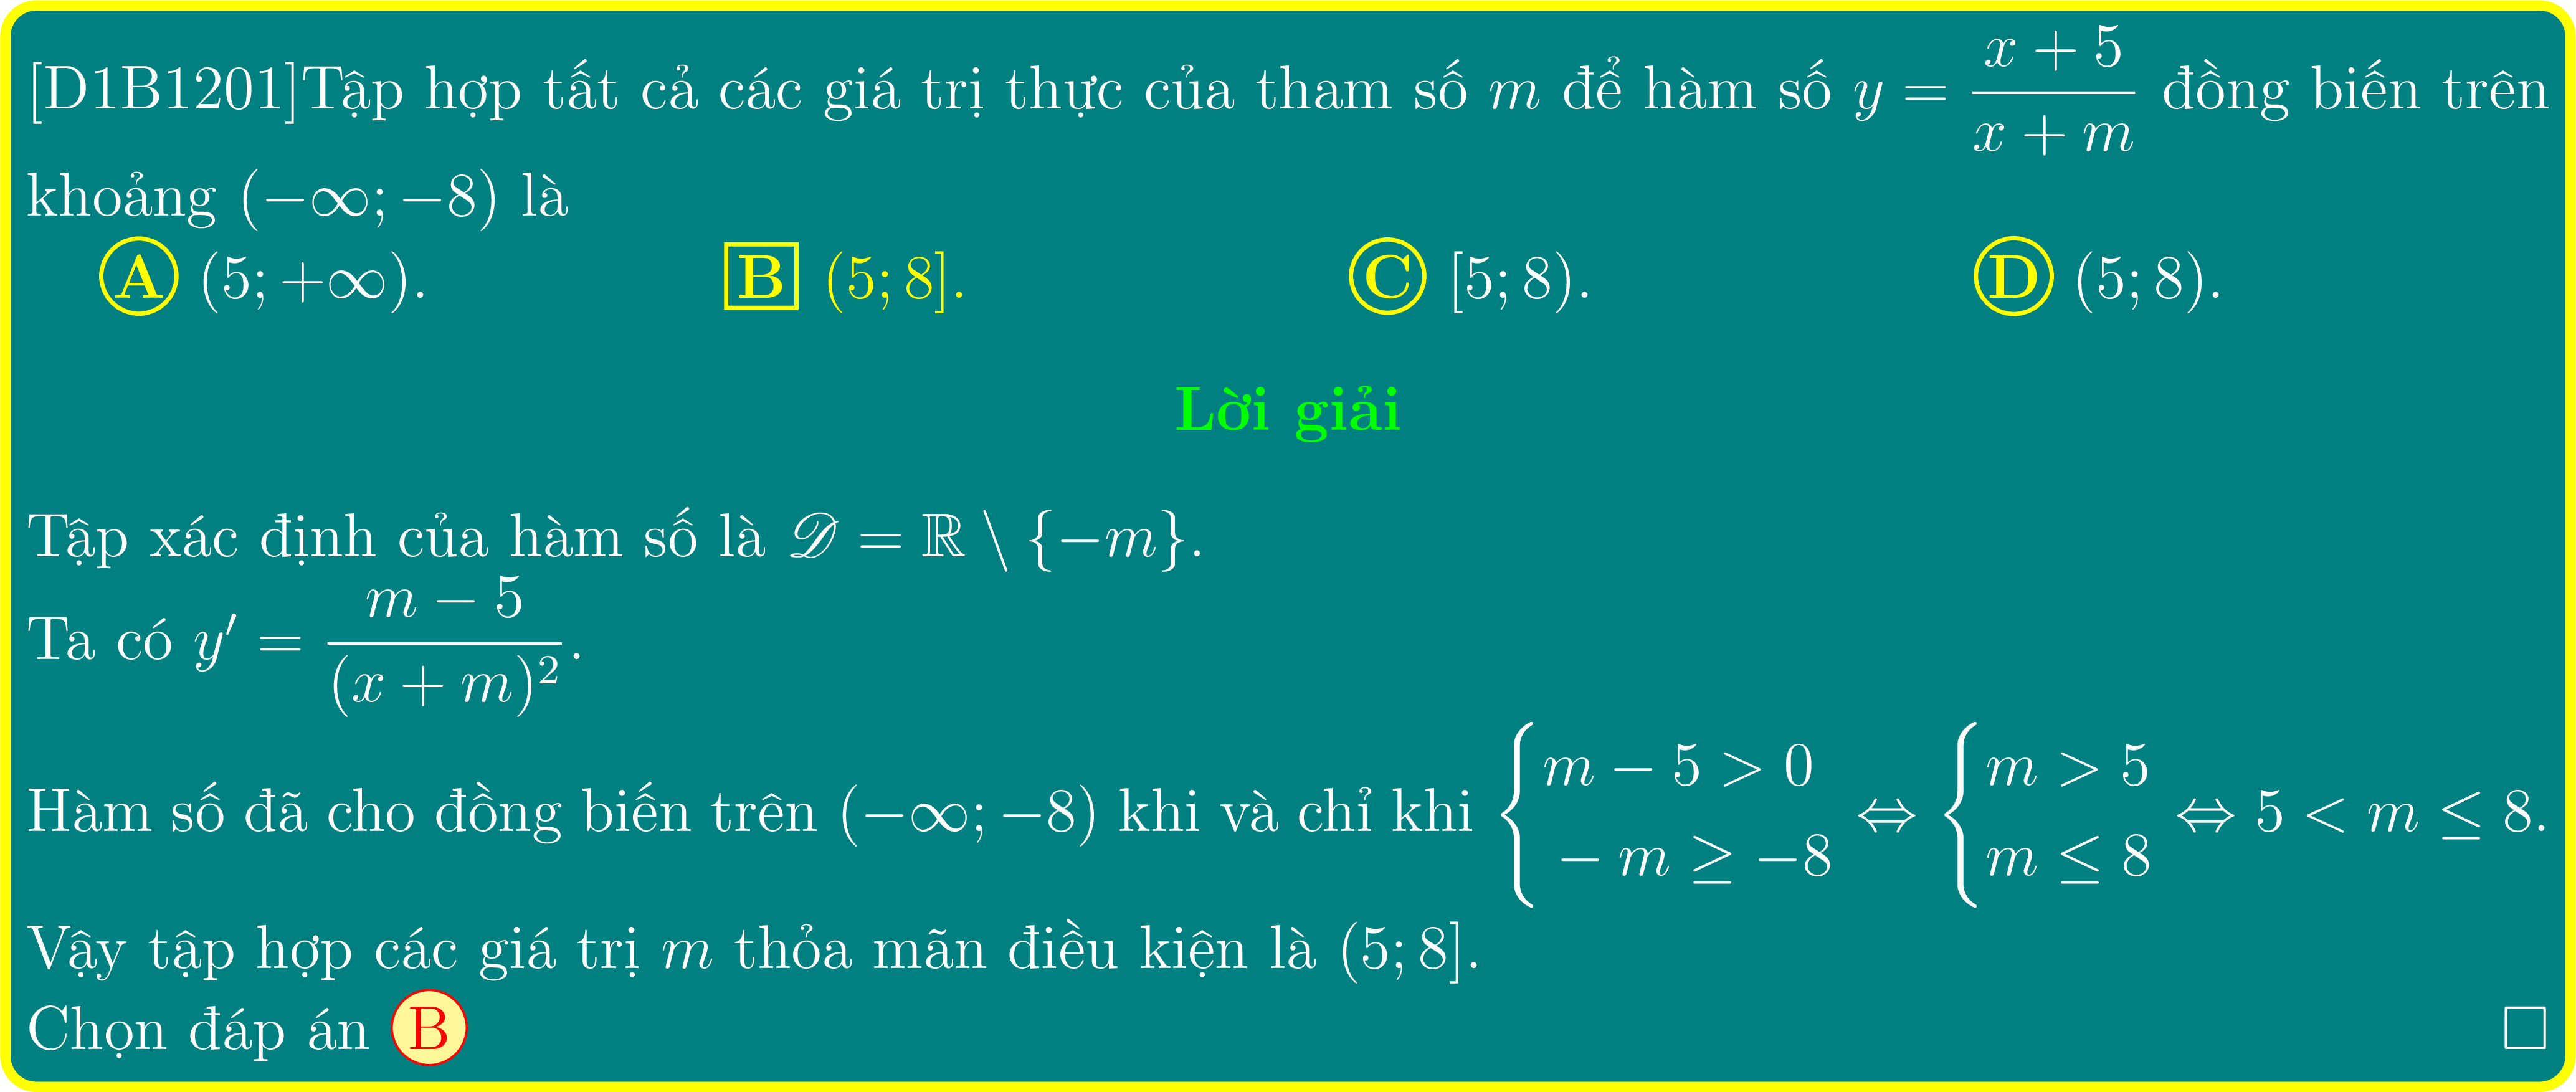 [D1B1201]Tập hợp tất cả các giá trị thực của tham số $m$ để hàm số $y = \dfrac{x+5}{x+m}$ đồng biến trên
khoảng $(-\infty; -8)$ là
A $(5; +\infty)$. B $(5; 8]$. C $[5; 8)$. D $(5; 8)$.
Lời giải
Tập xác định của hàm số là $\mathscr{D} = \mathbb{R} \setminus \{-m\}$.
Ta có $y' = \dfrac{m-5}{(x+m)^2}$.
Hàm số đã cho đồng biến trên $(-\infty; -8)$ khi và chỉ khi $\begin{cases} m - 5 > 0 \\ -m \geq -8 \end{cases} \Leftrightarrow \begin{cases} m > 5 \\ m \leq 8 \end{cases} \Leftrightarrow 5 < m \leq 8$.
Vậy tập hợp các giá trị $m$ thỏa mãn điều kiện là $(5; 8]$.
Chọn đáp án B □